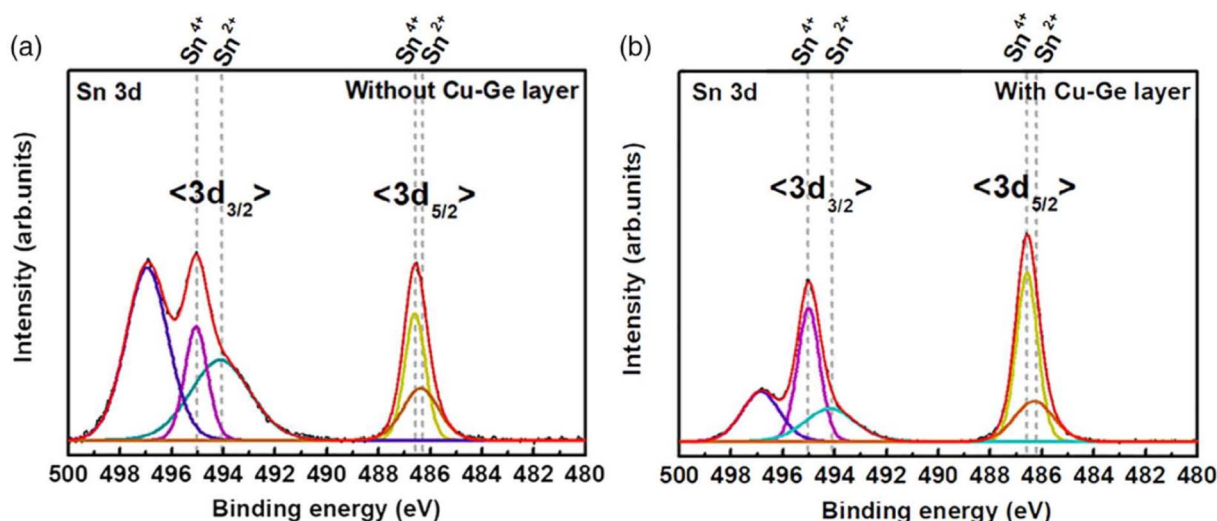 (a)
Sn⁴⁺ Sn²⁺ Sn⁴⁺ Sn²⁺
Sn 3d Without Cu-Ge layer
<3d3/2> <3d5/2>
Intensity (arb.units)
500 498 496 494 492 490 488 486 484 482 480
Binding energy (eV)
(b)
Sn⁴⁺ Sn²⁺ Sn⁴⁺ Sn²⁺
Sn 3d With Cu-Ge layer
<3d3/2> <3d5/2>
Intensity (arb.units)
500 498 496 494 492 490 488 486 484 482 480
Binding energy (eV)